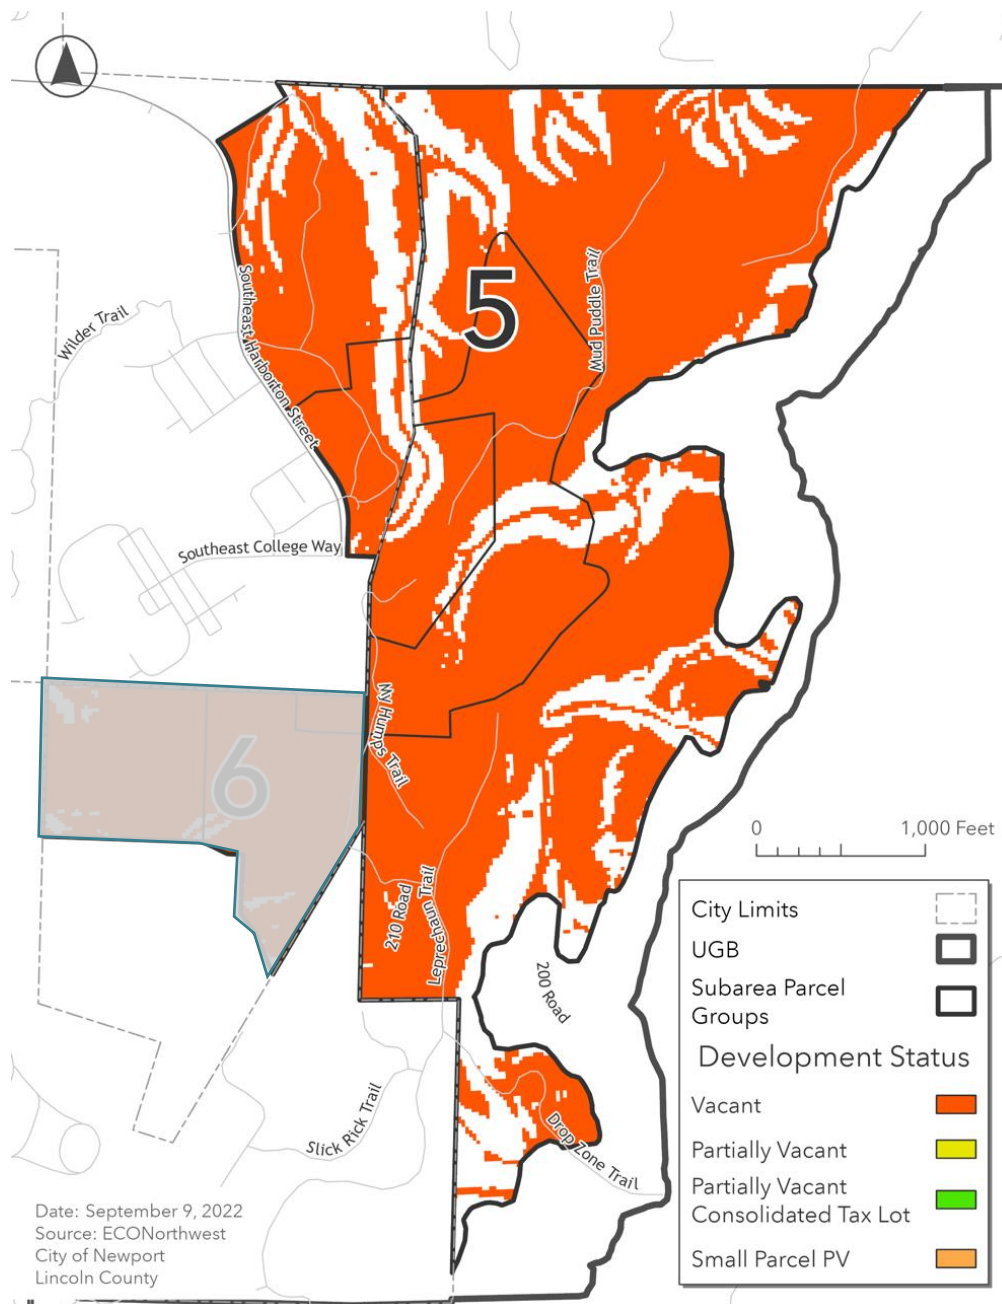 5
Mud Puddle Trail
Wilder Trail
Southeast Harborton Street
Southeast College Way
My Humps Trail
6
0 1,000 Feet
210 Road
Leprechaun Trail
200 Road
Slick Rick Trail
Drop Zone Trail
City Limits
UGB
Subarea Parcel
Groups
Development Status
Vacant
Partially Vacant
Partially Vacant
Consolidated Tax Lot
Small Parcel PV
Date: September 9, 2022
Source: ECONorthwest
City of Newport
Lincoln County